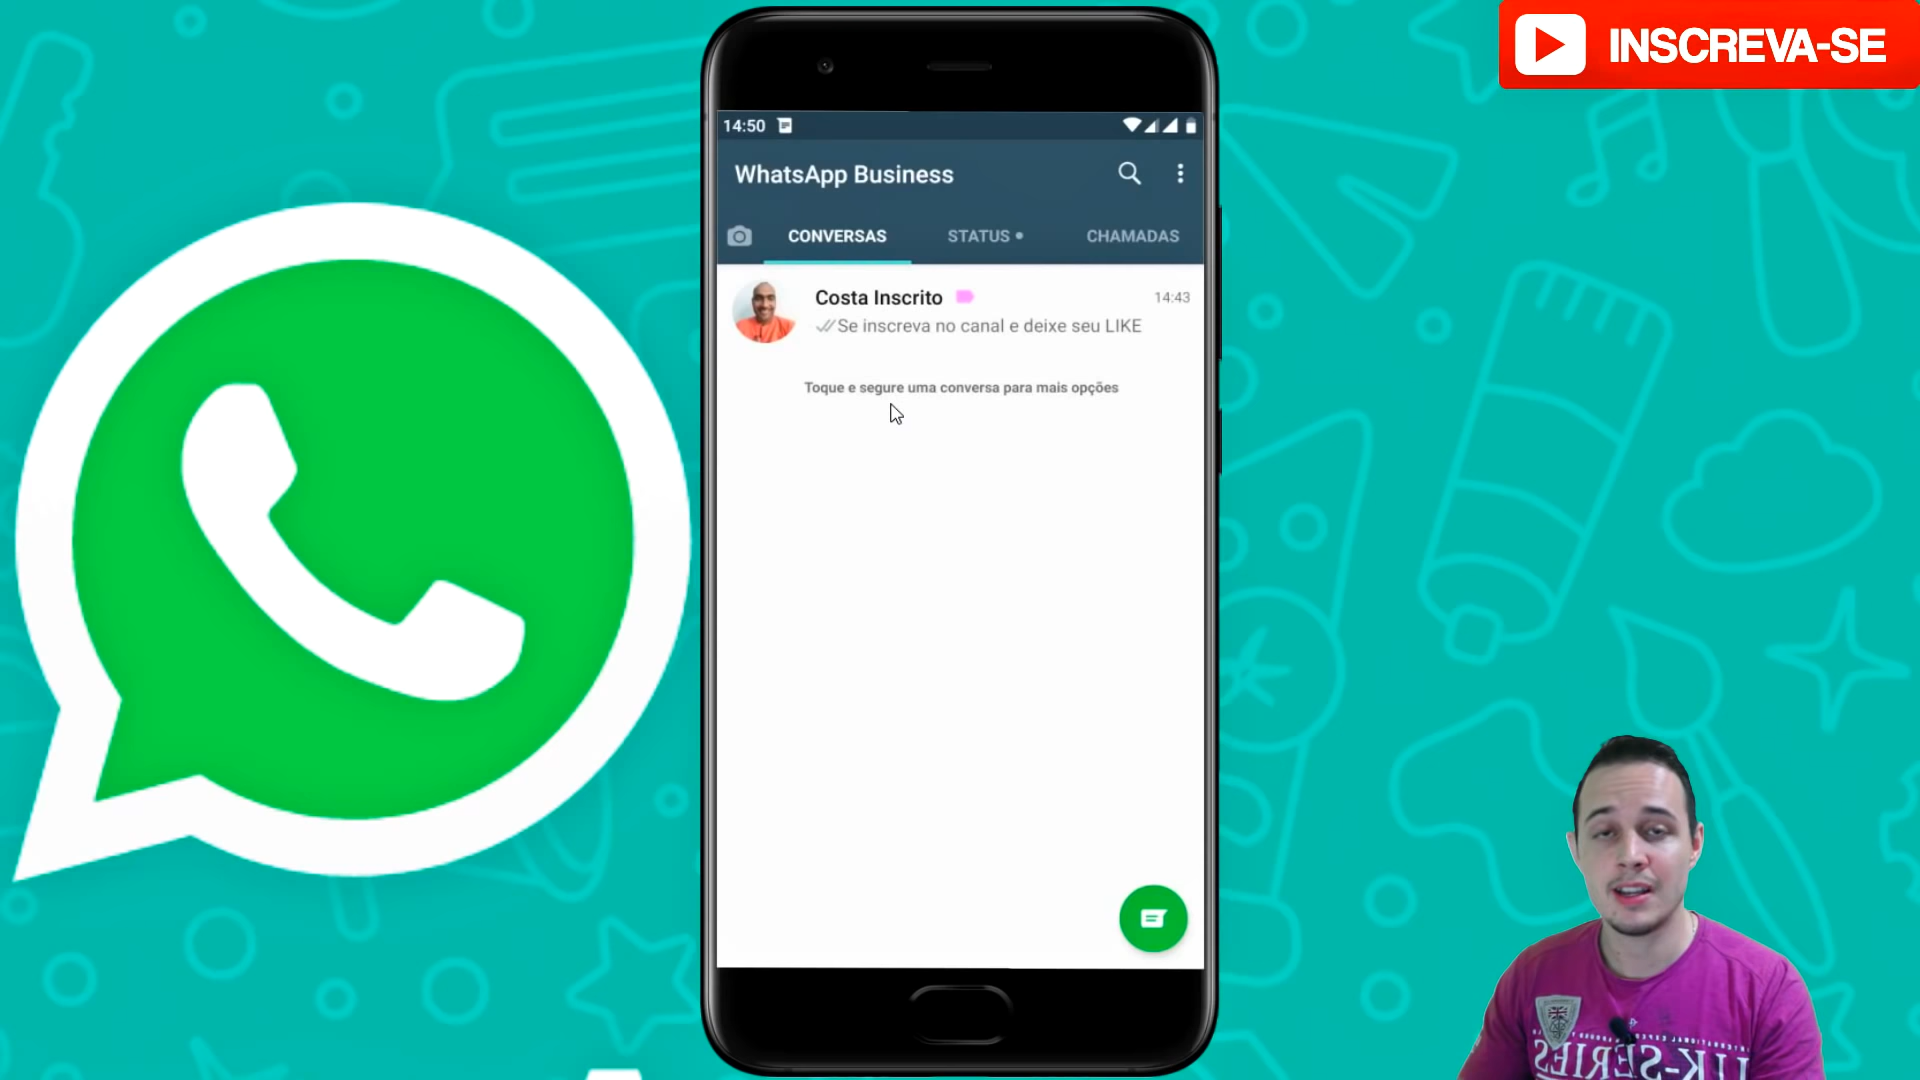 INSCREVA-SE
14:50
WhatsApp Business
CONVERSAS STATUS CHAMADAS
Costa Inscrito 14:43
Se inscreva no canal e deixe seu LIKE
Toque e segure uma conversa para mais opções